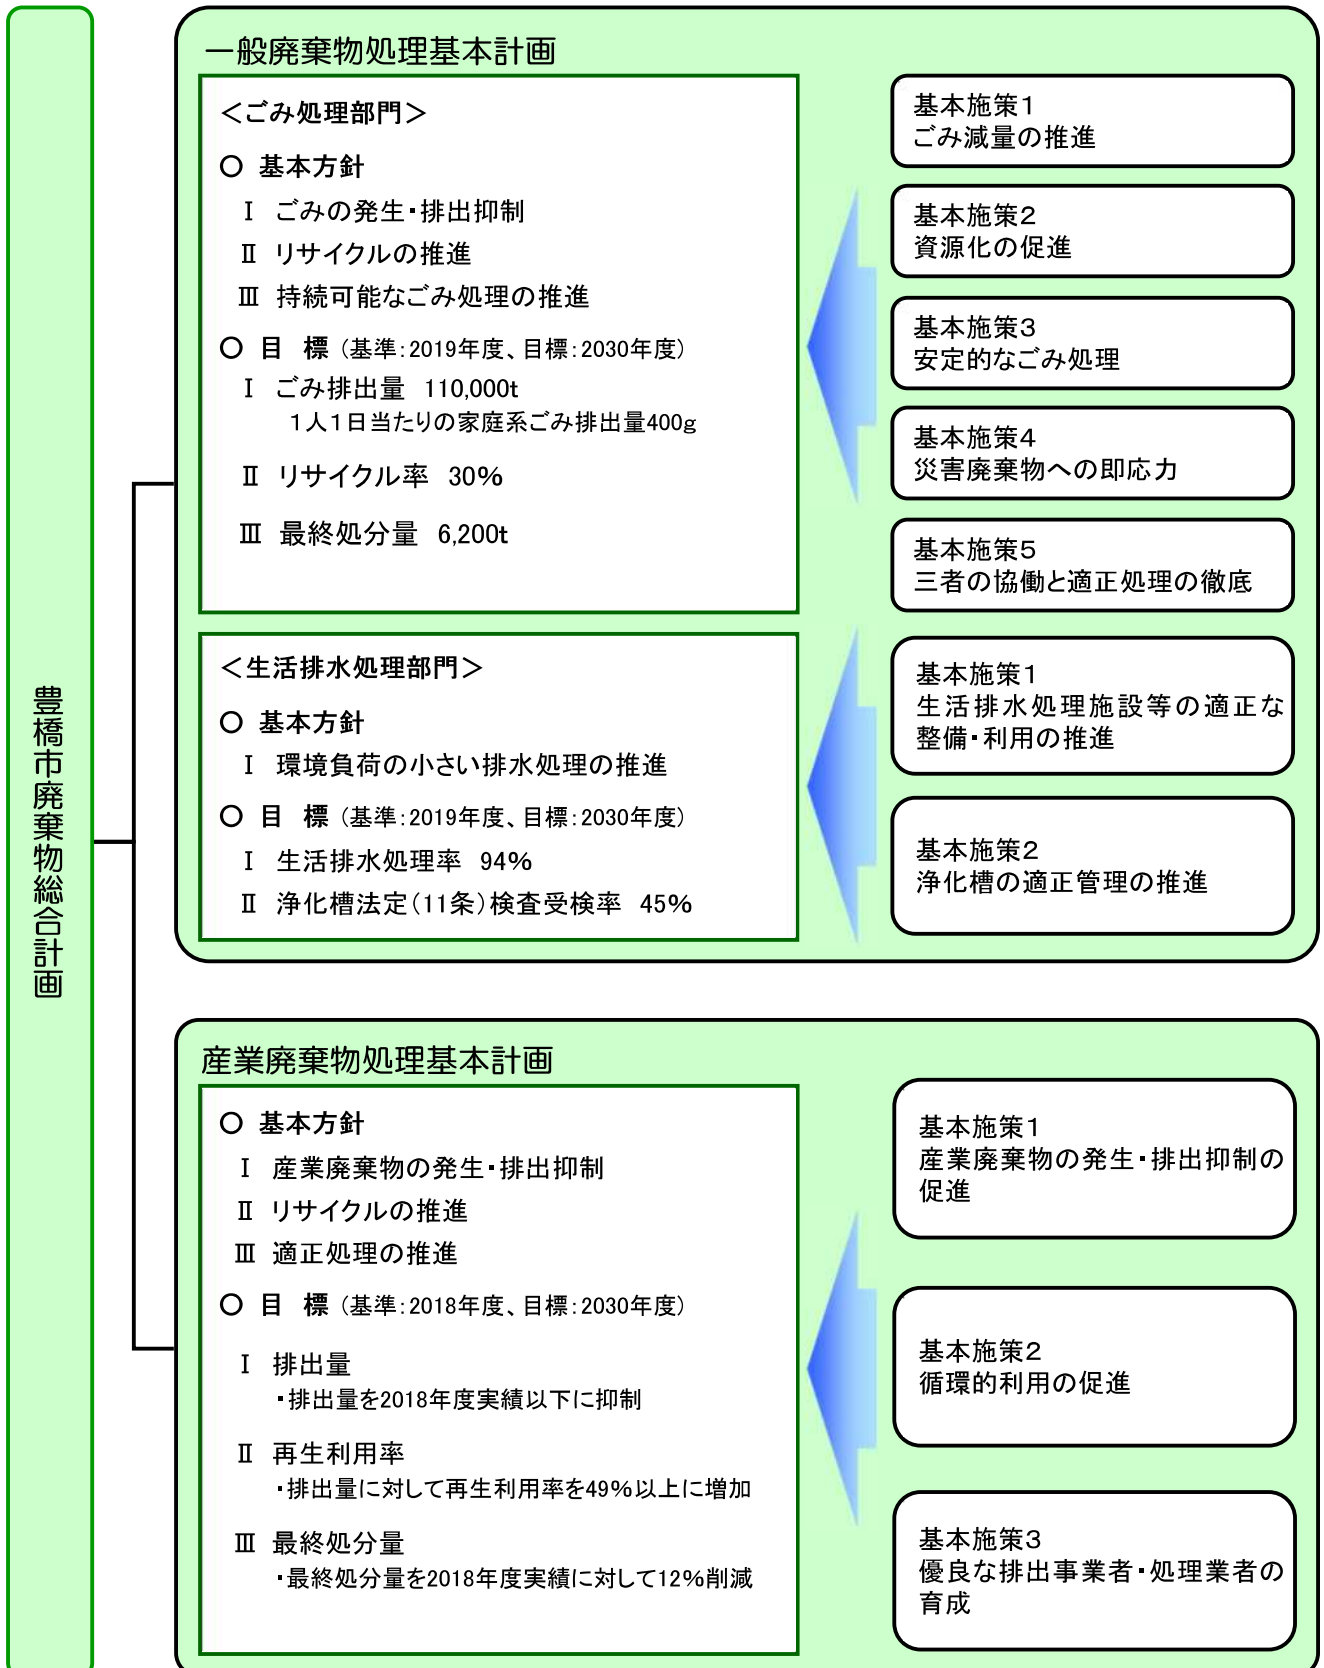 豊橋市廃棄物総合計画
一般廃棄物処理基本計画
＜ごみ処理部門＞
○ 基本方針
Ⅰ ごみの発生・排出抑制
Ⅱ リサイクルの推進
Ⅲ 持続可能なごみ処理の推進
○ 目 標（基準：2019年度、目標：2030年度）
Ⅰ ごみ排出量 110,000t
1人1日当たりの家庭系ごみ排出量400g
Ⅱ リサイクル率 30%
Ⅲ 最終処分量 6,200t
基本施策1
ごみ減量の推進
基本施策2
資源化の促進
基本施策3
安定的なごみ処理
基本施策4
災害廃棄物への即応力
基本施策5
三者の協働と適正処理の徹底
＜生活排水処理部門＞
○ 基本方針
Ⅰ 環境負荷の小さい排水処理の推進
○ 目 標（基準：2019年度、目標：2030年度）
Ⅰ 生活排水処理率 94%
Ⅱ 浄化槽法定（11条）検査受検率 45%
基本施策1
生活排水処理施設等の適正な
整備・利用の推進
基本施策2
浄化槽の適正管理の推進
産業廃棄物処理基本計画
○ 基本方針
Ⅰ 産業廃棄物の発生・排出抑制
Ⅱ リサイクルの推進
Ⅲ 適正処理の推進
○ 目 標（基準：2018年度、目標：2030年度）
Ⅰ 排出量
・排出量を2018年度実績以下に抑制
Ⅱ 再生利用率
・排出量に対して再生利用率を49%以上に増加
Ⅲ 最終処分量
・最終処分量を2018年度実績に対して12%削減
基本施策1
産業廃棄物の発生・排出抑制の
促進
基本施策2
循環的利用の促進
基本施策3
優良な排出事業者・処理業者の
育成